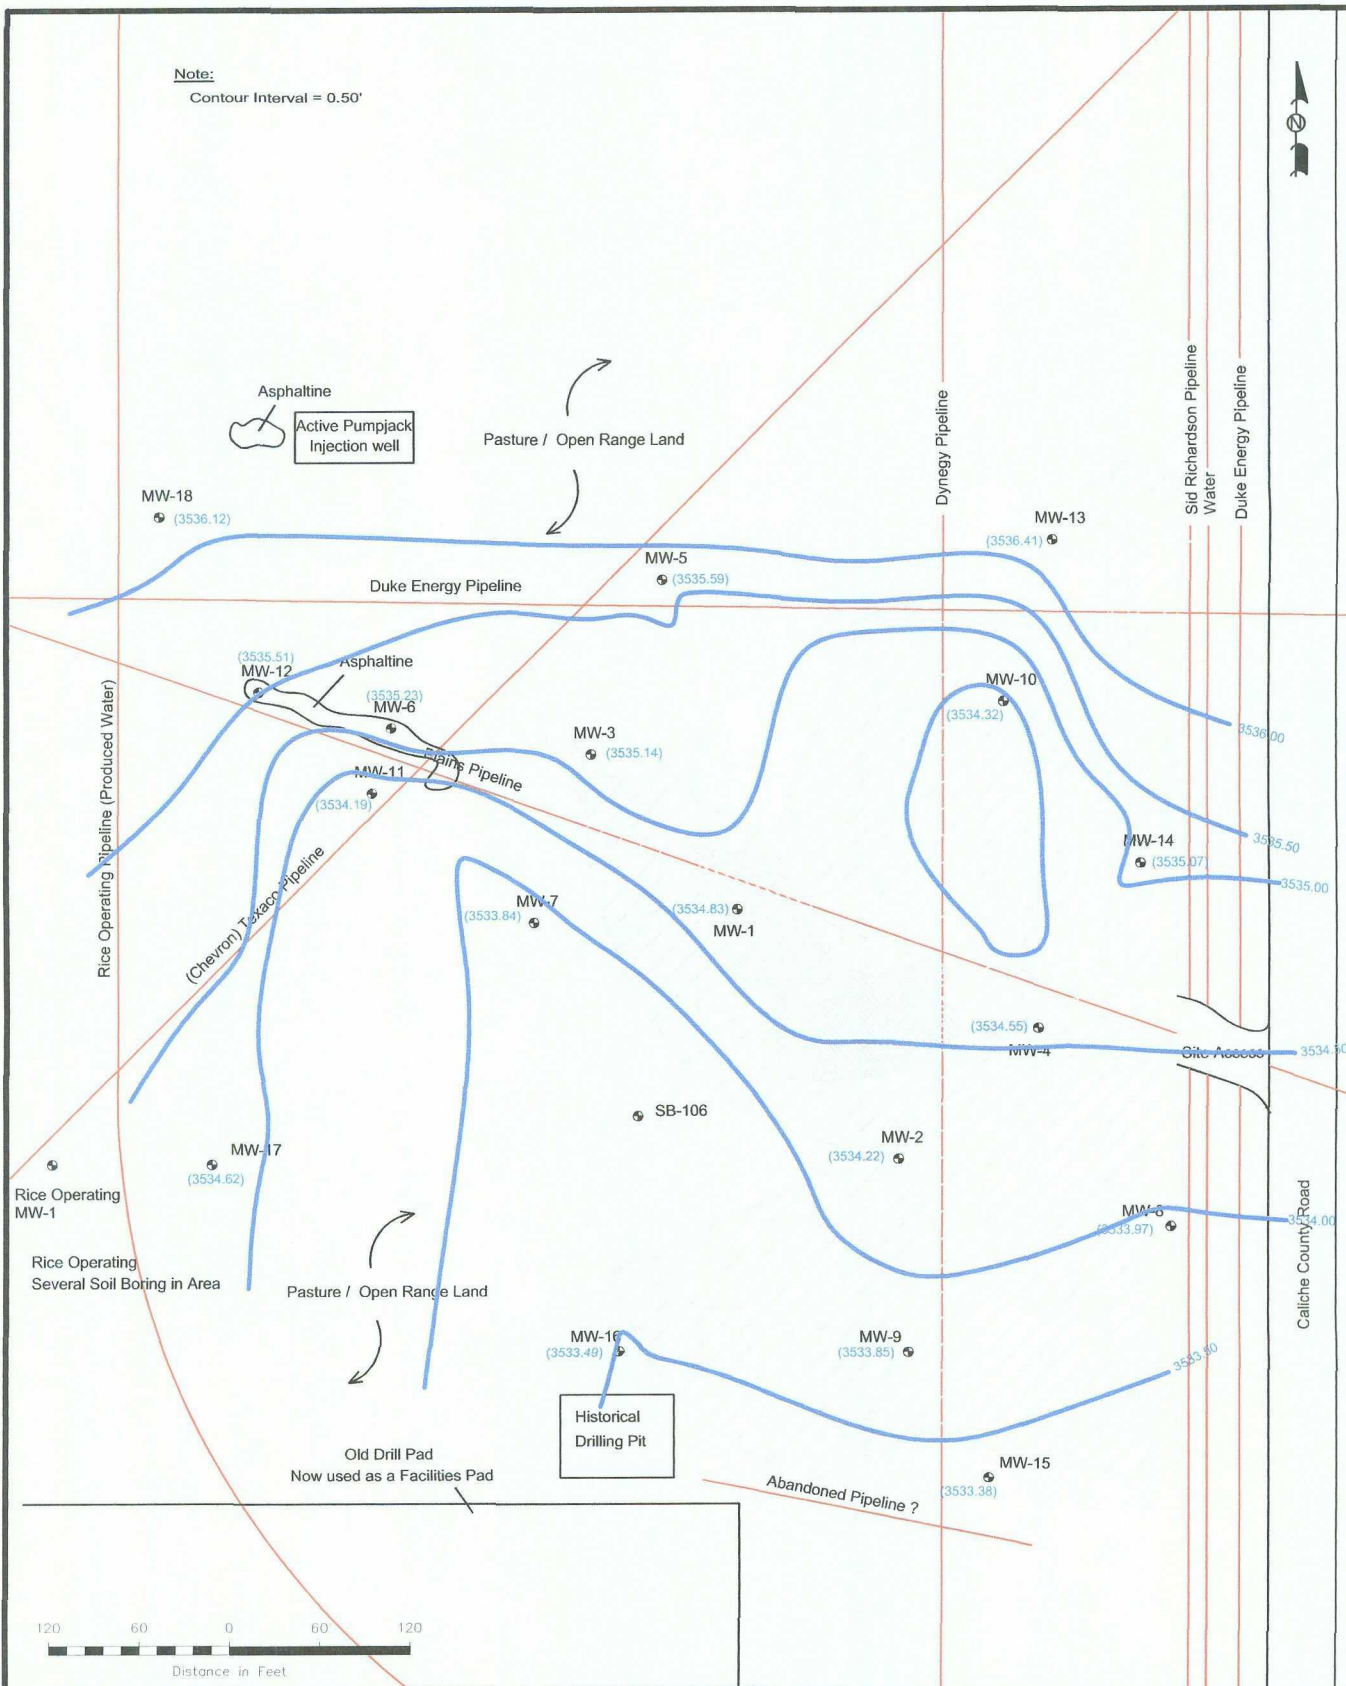 Note:
Contour Interval = 0.50'
N
Asphaltine
Active Pumpjack
Injection well
Pasture / Open Range Land
Dynegy Pipeline
Sid Richardson Pipeline
Water
Duke Energy Pipeline
MW-18
(3536.12)
MW-13
(3536.41)
MW-5
(3535.59)
Duke Energy Pipeline
(3535.51)
MW-12
Asphaltine
(3535.23)
MW-6
MW-10
(3534.32)
3536.00
MW-3
(3535.14)
Plains Pipeline
MW-11
(3534.19)
Rice Operating Pipeline (Produced Water)
(Chevron) Texaco Pipeline
MW-14
(3535.07)
3535.50
3535.00
MW-7
(3533.84)
(3534.83)
MW-1
(3534.55)
MW-4
Site Access
3534.50
SB-106
MW-2
(3534.22)
MW-17
(3534.62)
Rice Operating
MW-1
MW-8
(3533.97)
3534.00
Caliche County Road
Rice Operating
Several Soil Boring in Area
Pasture / Open Range Land
MW-16
(3533.49)
MW-9
(3533.85)
3533.50
Historical
Drilling Pit
Old Drill Pad
Now used as a Facilities Pad
MW-15
(3533.38)
Abandoned Pipeline ?
120 60 0 60 120
Distance in Feet